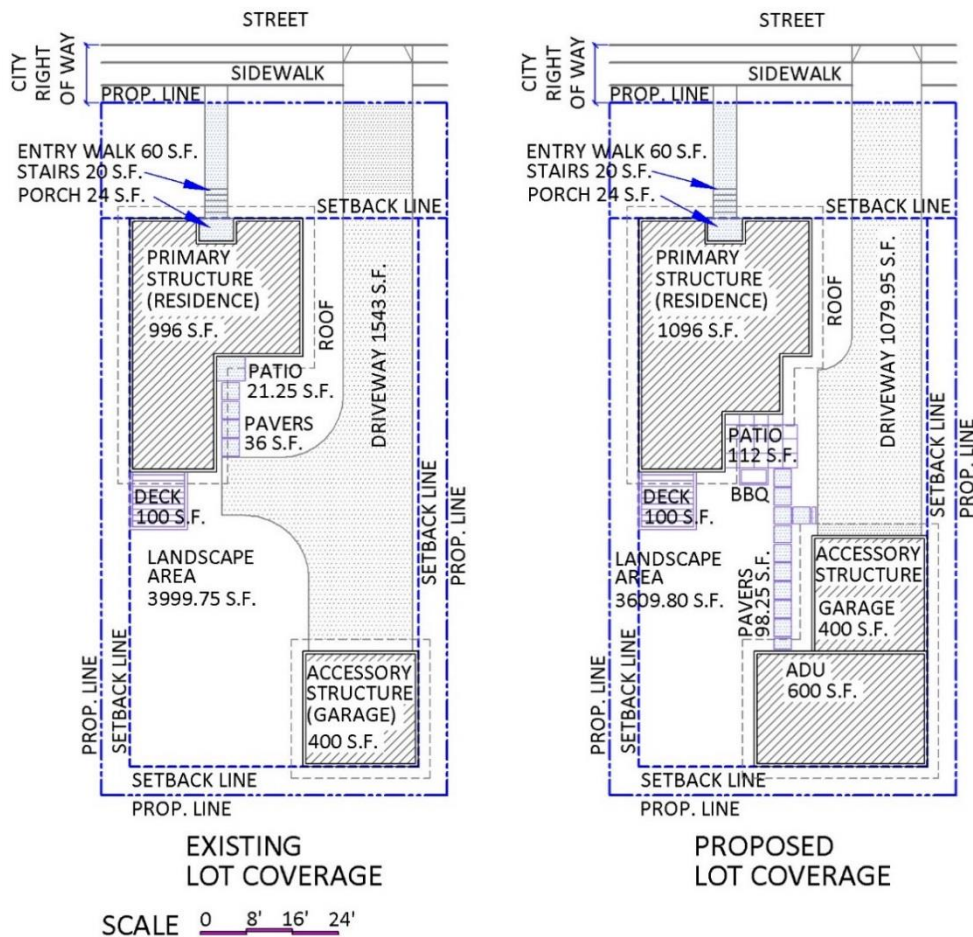 STREET
CITY
RIGHT
OF WAY
SIDEWALK
PROP. LINE
ENTRY WALK 60 S.F.
STAIRS 20 S.F.
PORCH 24 S.F.
SETBACK LINE
PRIMARY
STRUCTURE
(RESIDENCE)
996 S.F.
ROOF
PATIO
21.25 S.F.
PAVERS
36 S.F.
DRIVEWAY 1543 S.F.
DECK
100 S.F.
LANDSCAPE
AREA
3999.75 S.F.
SETBACK LINE
PROP. LINE
PROP. LINE
SETBACK LINE
ACCESSORY
STRUCTURE
(GARAGE)
400 S.F.
SETBACK LINE
PROP. LINE
EXISTING
LOT COVERAGE
SCALE 0 8' 16' 24'
STREET
CITY
RIGHT
OF WAY
SIDEWALK
PROP. LINE
ENTRY WALK 60 S.F.
STAIRS 20 S.F.
PORCH 24 S.F.
SETBACK LINE
PRIMARY
STRUCTURE
(RESIDENCE)
1096 S.F.
ROOF
DRIVEWAY 1079.95 S.F.
PATIO
112 S.F.
BBQ
DECK
100 S.F.
SETBACK LINE
PROP. LINE
LANDSCAPE
AREA
3609.80 S.F.
PAVERS
98.25 S.F.
ACCESSORY
STRUCTURE
GARAGE
400 S.F.
ADU
600 S.F.
PROP. LINE
SETBACK LINE
SETBACK LINE
PROP. LINE
PROPOSED
LOT COVERAGE